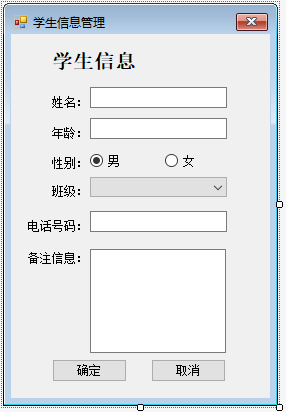 学生信息管理
学生信息
姓名：
年龄：
性别： 男 女
班级：
电话号码：
备注信息：
确定 取消